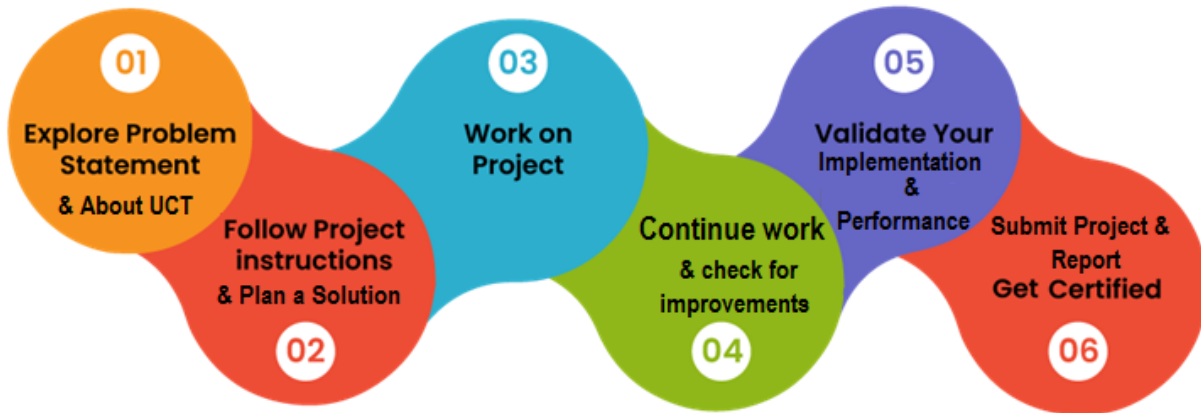 01
Explore Problem
Statement
& About UCT
Follow Project
instructions
& Plan a Solution
02
03
Work on
Project
Continue work
& check for
improvements
04
05
Validate Your
Implementation
&
Performance
Submit Project &
Report
Get Certified
06